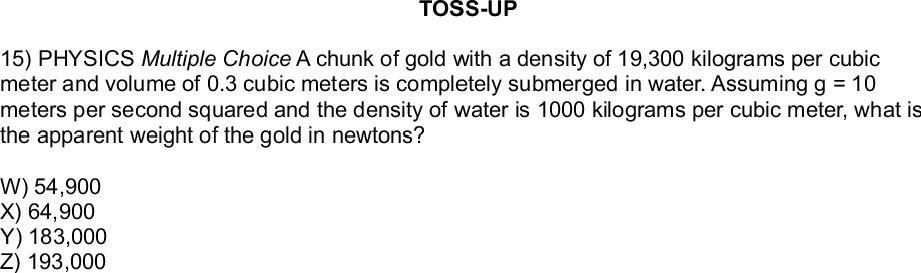 TOSS-UP
15) PHYSICS Multiple Choice A chunk of gold with a density of 19,300 kilograms per cubic
meter and volume of 0.3 cubic meters is completely submerged in water. Assuming g = 10
meters per second squared and the density of water is 1000 kilograms per cubic meter, what is
the apparent weight of the gold in newtons?
W) 54,900
X) 64,900
Y) 183,000
Z) 193,000